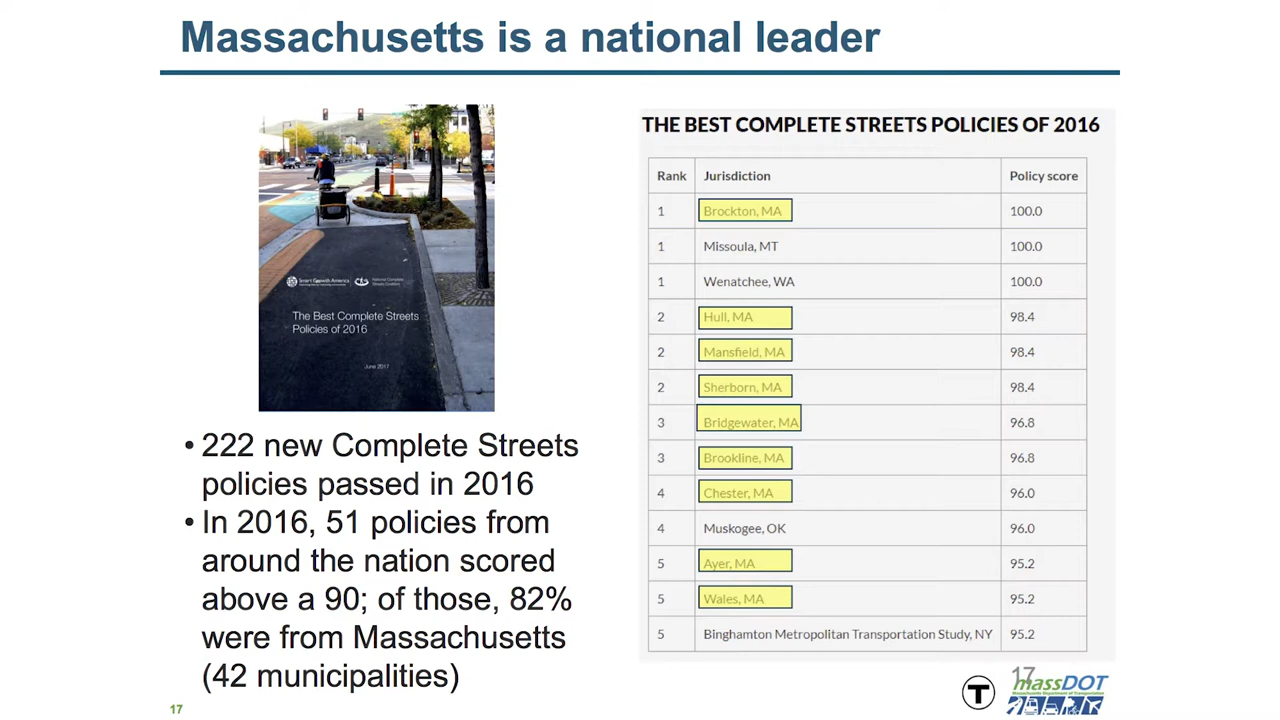 Massachusetts is a national leader
Smart Growth America
National Complete
Streets Coalition
The Best Complete Streets
Policies of 2016
June 2017
• 222 new Complete Streets
policies passed in 2016
• In 2016, 51 policies from
around the nation scored
above a 90; of those, 82%
were from Massachusetts
(42 municipalities)
THE BEST COMPLETE STREETS POLICIES OF 2016
Rank Jurisdiction Policy score
1 Brockton, MA 100.0
1 Missoula, MT 100.0
1 Wenatchee, WA 100.0
2 Hull, MA 98.4
2 Mansfield, MA 98.4
2 Sherborn, MA 98.4
3 Bridgewater, MA 96.8
3 Brookline, MA 96.8
4 Chester, MA 96.0
4 Muskogee, OK 96.0
5 Ayer, MA 95.2
5 Wales, MA 95.2
5 Binghamton Metropolitan Transportation Study, NY 95.2
17
17
T
massDOT
Massachusetts Department of Transportation